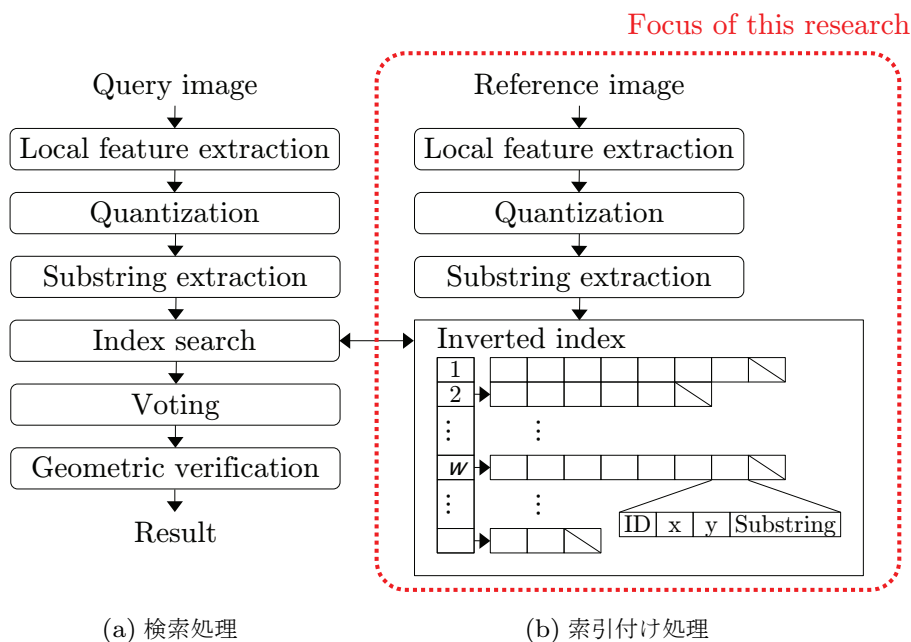 Focus of this research
Query image
Local feature extraction
Quantization
Substring extraction
Index search
Voting
Geometric verification
Result
(a) 検索処理
Reference image
Local feature extraction
Quantization
Substring extraction
Inverted index
1
2
⋮ ⋮
w
⋮ ⋮
ID x y Substring
(b) 索引付け処理